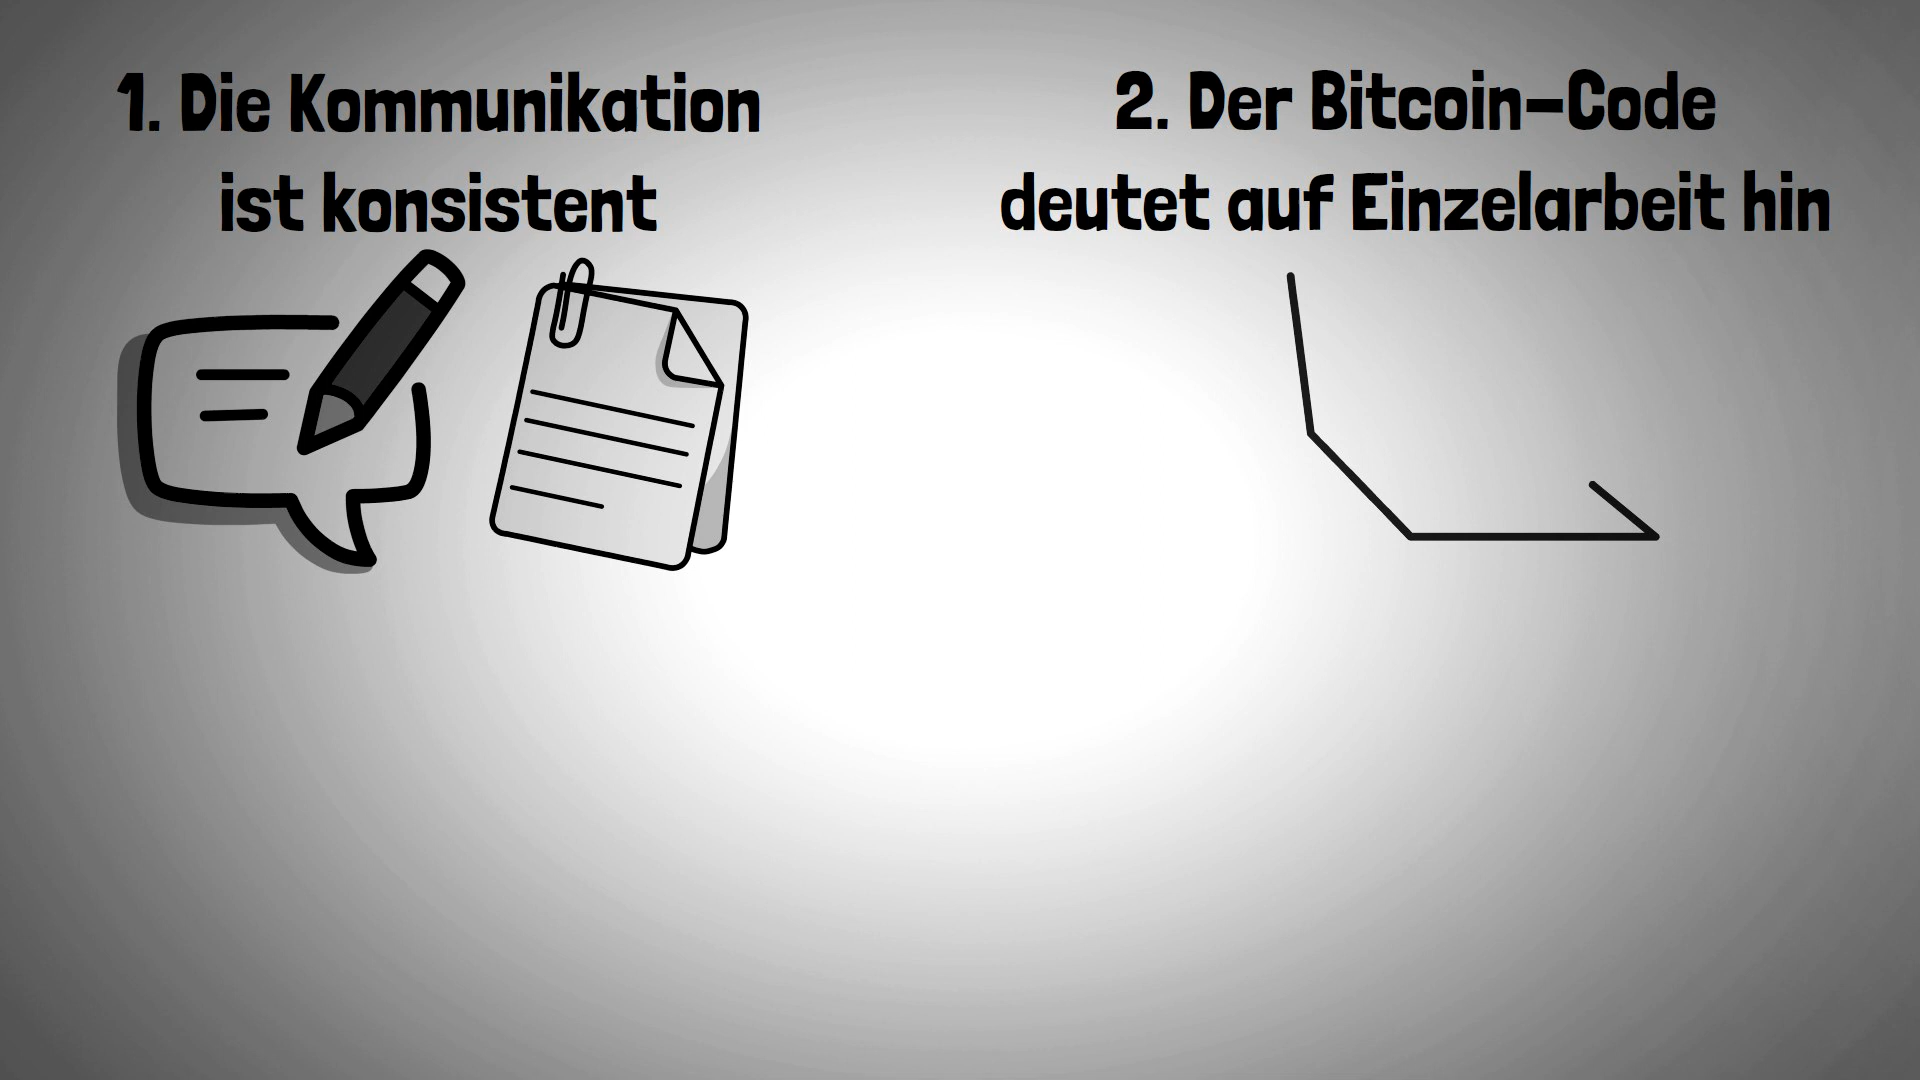 1. Die Kommunikation
ist konsistent
2. Der Bitcoin-Code
deutet auf Einzelarbeit hin